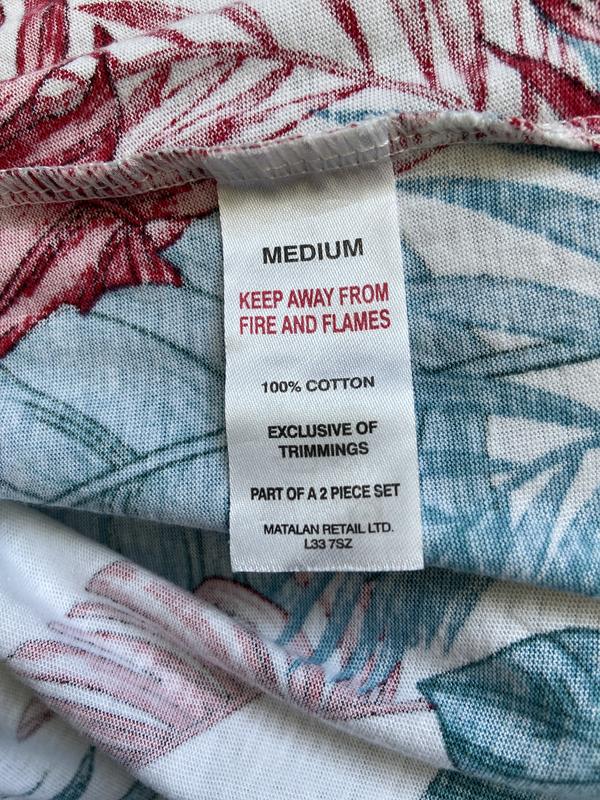 MEDIUM
KEEP AWAY FROM
FIRE AND FLAMES
100% COTTON
EXCLUSIVE OF
TRIMMINGS
PART OF A 2 PIECE SET
MATALAN RETAIL LTD.
L33 7SZ